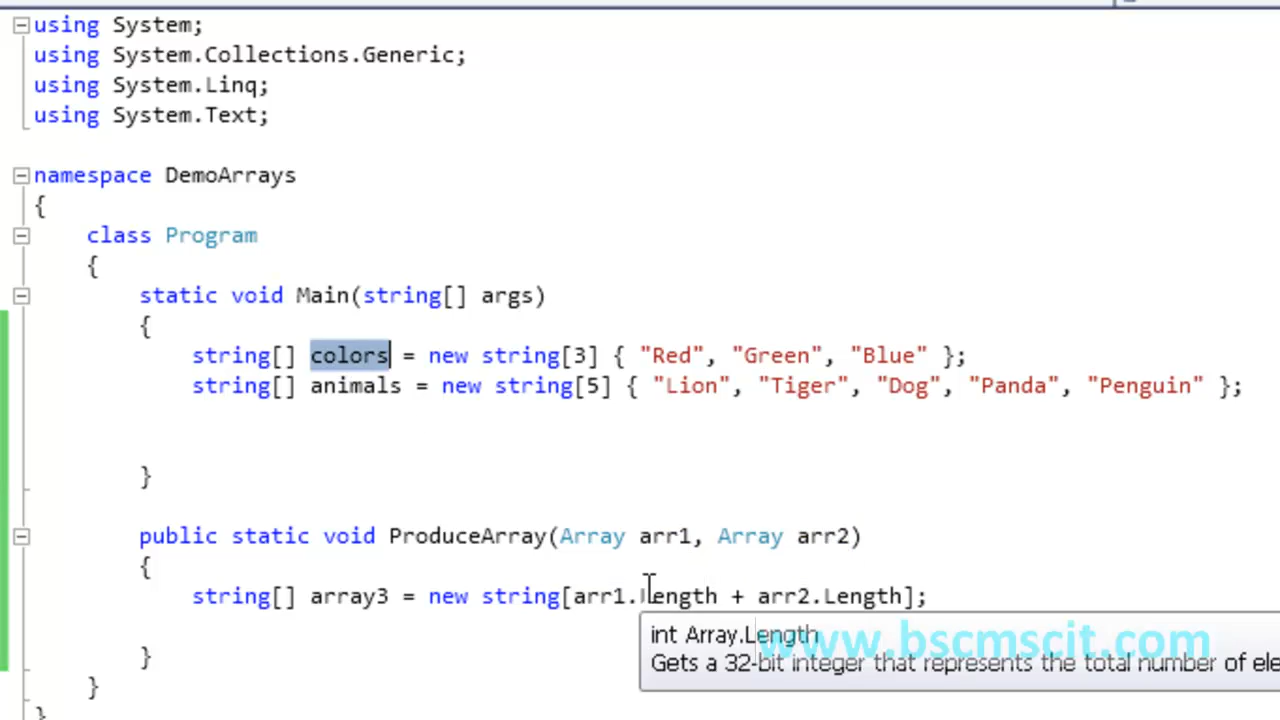 using System;
using System.Collections.Generic;
using System.Linq;
using System.Text;
namespace DemoArrays
{
class Program
{
static void Main(string[] args)
{
string[] colors = new string[3] { "Red", "Green", "Blue" };
string[] animals = new string[5] { "Lion", "Tiger", "Dog", "Panda", "Penguin" };
}
public static void ProduceArray(Array arr1, Array arr2)
{
string[] array3 = new string[arr1.Length + arr2.Length];
int Array.Length
www.bscmscit.com
Gets a 32-bit integer that represents the total number of ele
}
}
}